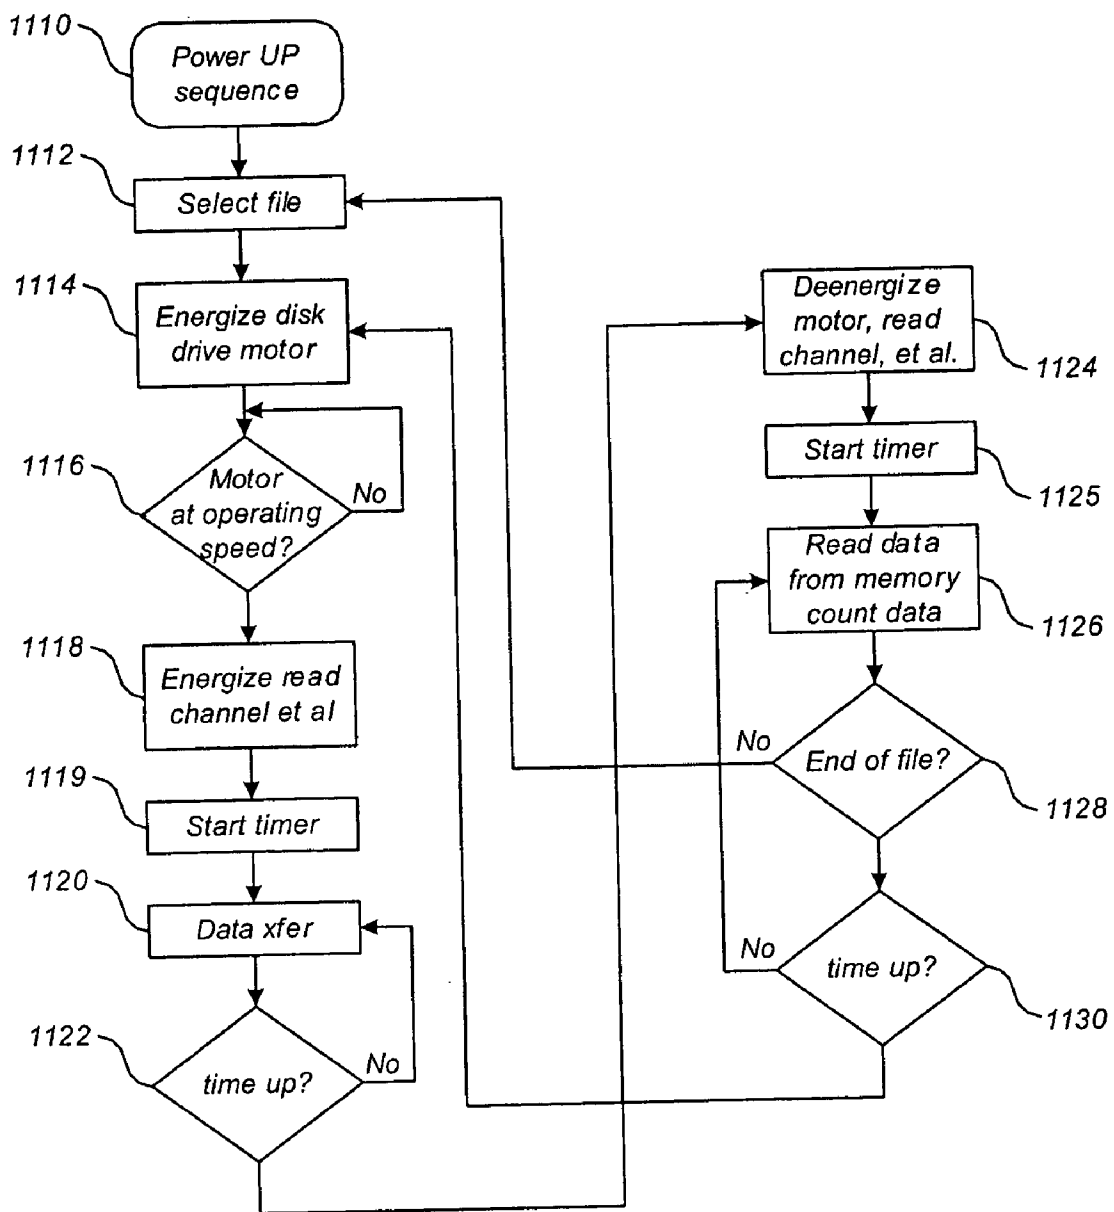 1110
Power UP
sequence
1112
Select file
1114
Energize disk
drive motor
1116
Motor
at operating
speed?
No
1118
Energize read
channel et al
1119
Start timer
1120
Data xfer
1122
time up?
No
Deenergize
motor, read
channel, et al.
1124
Start timer
1125
Read data
from memory
count data
1126
No
End of file?
1128
No
time up?
1130